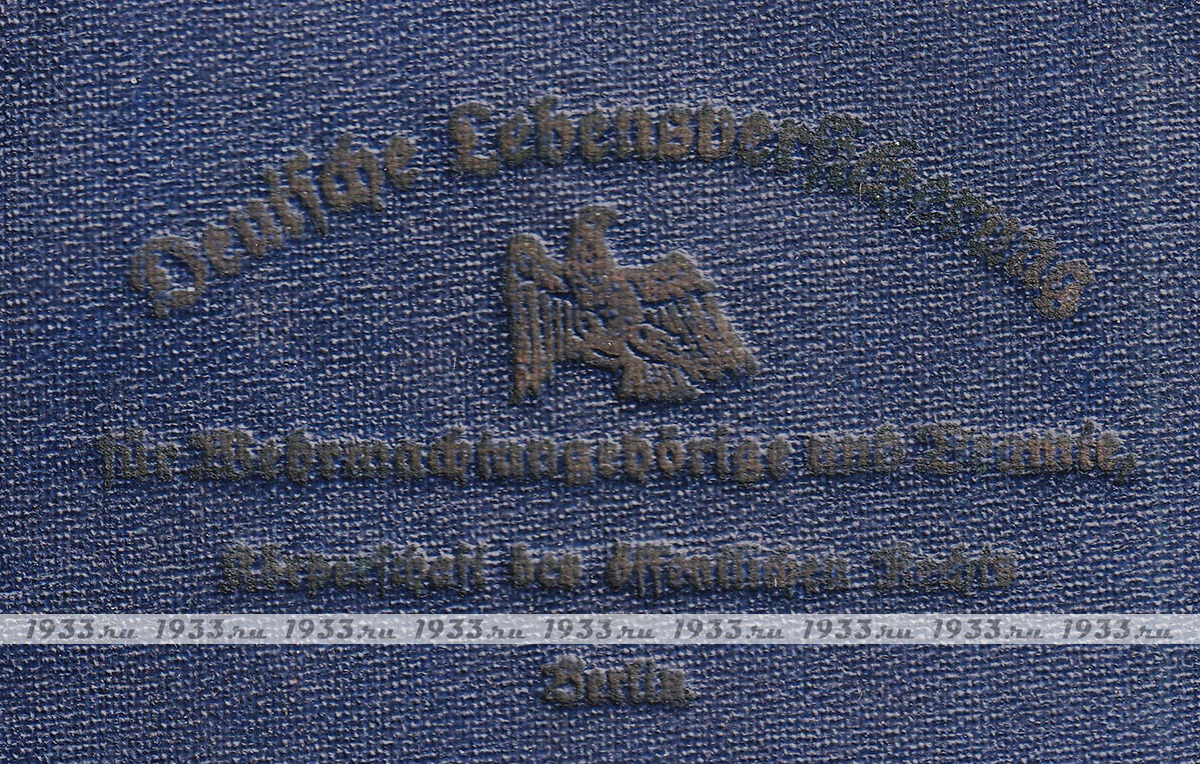 Deutsche Lebensversicherung
für Wehrmachtangehörige und Beamte,
Körperschaft des öffentlichen Rechts
1933.ru 1933.ru 1933.ru 1933.ru 1933.ru 1933.ru 1933.ru 1933.ru 1933.ru
Berlin.